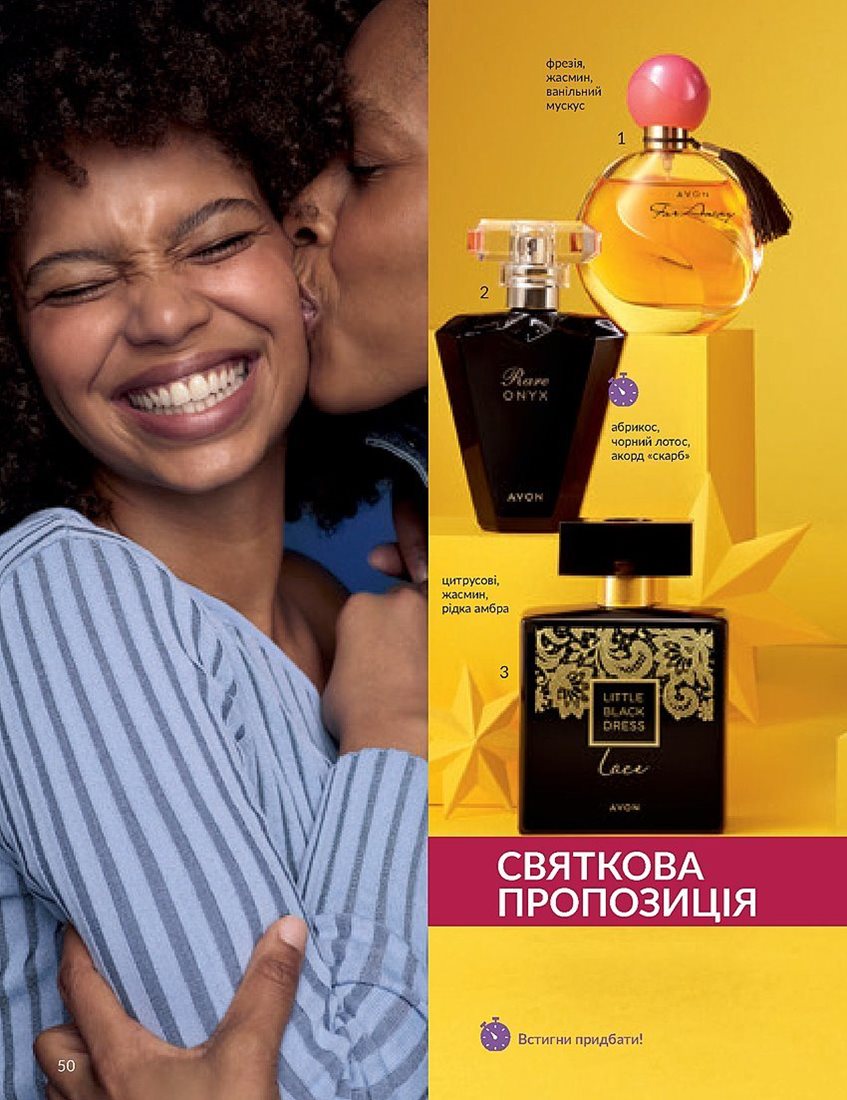 фрезія,
жасмин,
ванільний
мускус
1
AVON
Far Away
2
Rare
ONYX
AVON
абрикос,
чорний лотос,
акорд «скарб»
цитрусові,
жасмин,
рідка амбра
3
LITTLE
BLACK
DRESS
Lace
AVON
СВЯТКОВА
ПРОПОЗИЦІЯ
Встигни придбати!
50